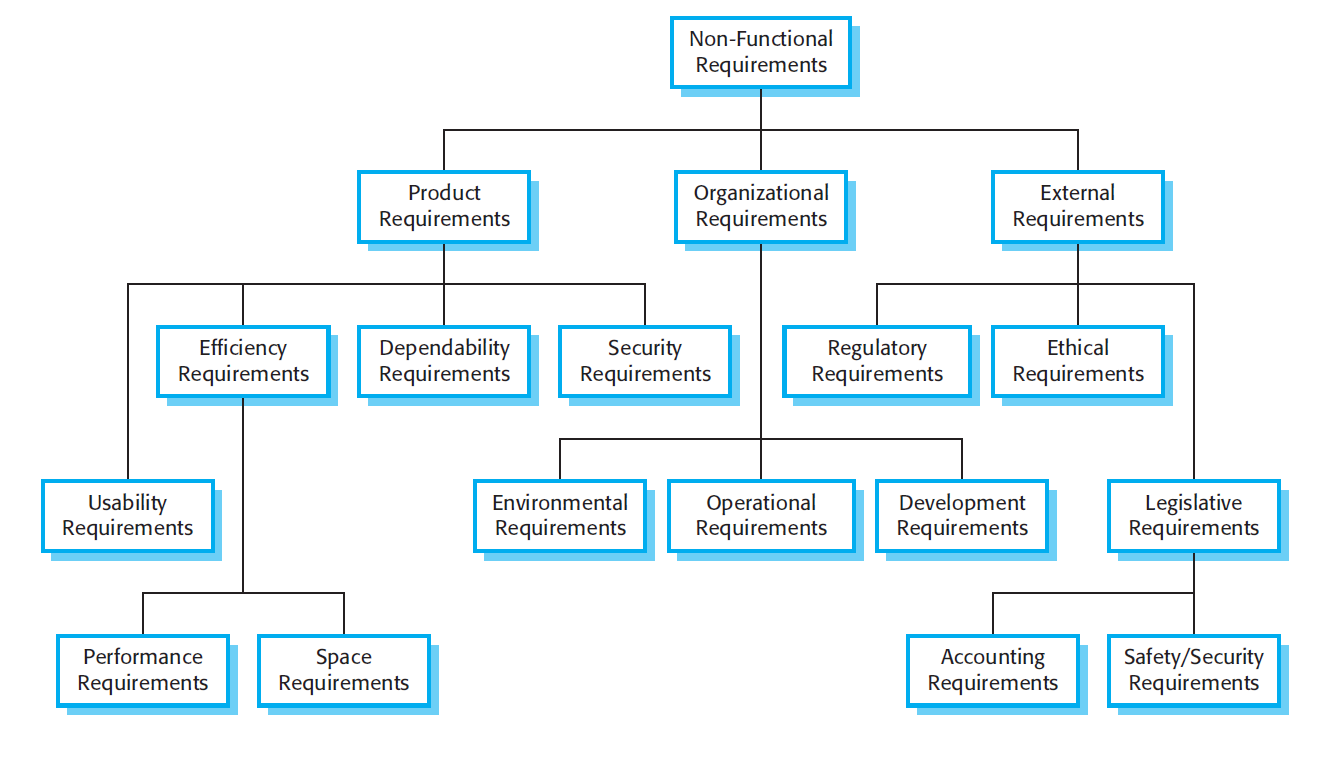 Non-Functional
Requirements
Product
Requirements
Organizational
Requirements
External
Requirements
Efficiency
Requirements
Dependability
Requirements
Security
Requirements
Regulatory
Requirements
Ethical
Requirements
Usability
Requirements
Environmental
Requirements
Operational
Requirements
Development
Requirements
Legislative
Requirements
Performance
Requirements
Space
Requirements
Accounting
Requirements
Safety/Security
Requirements